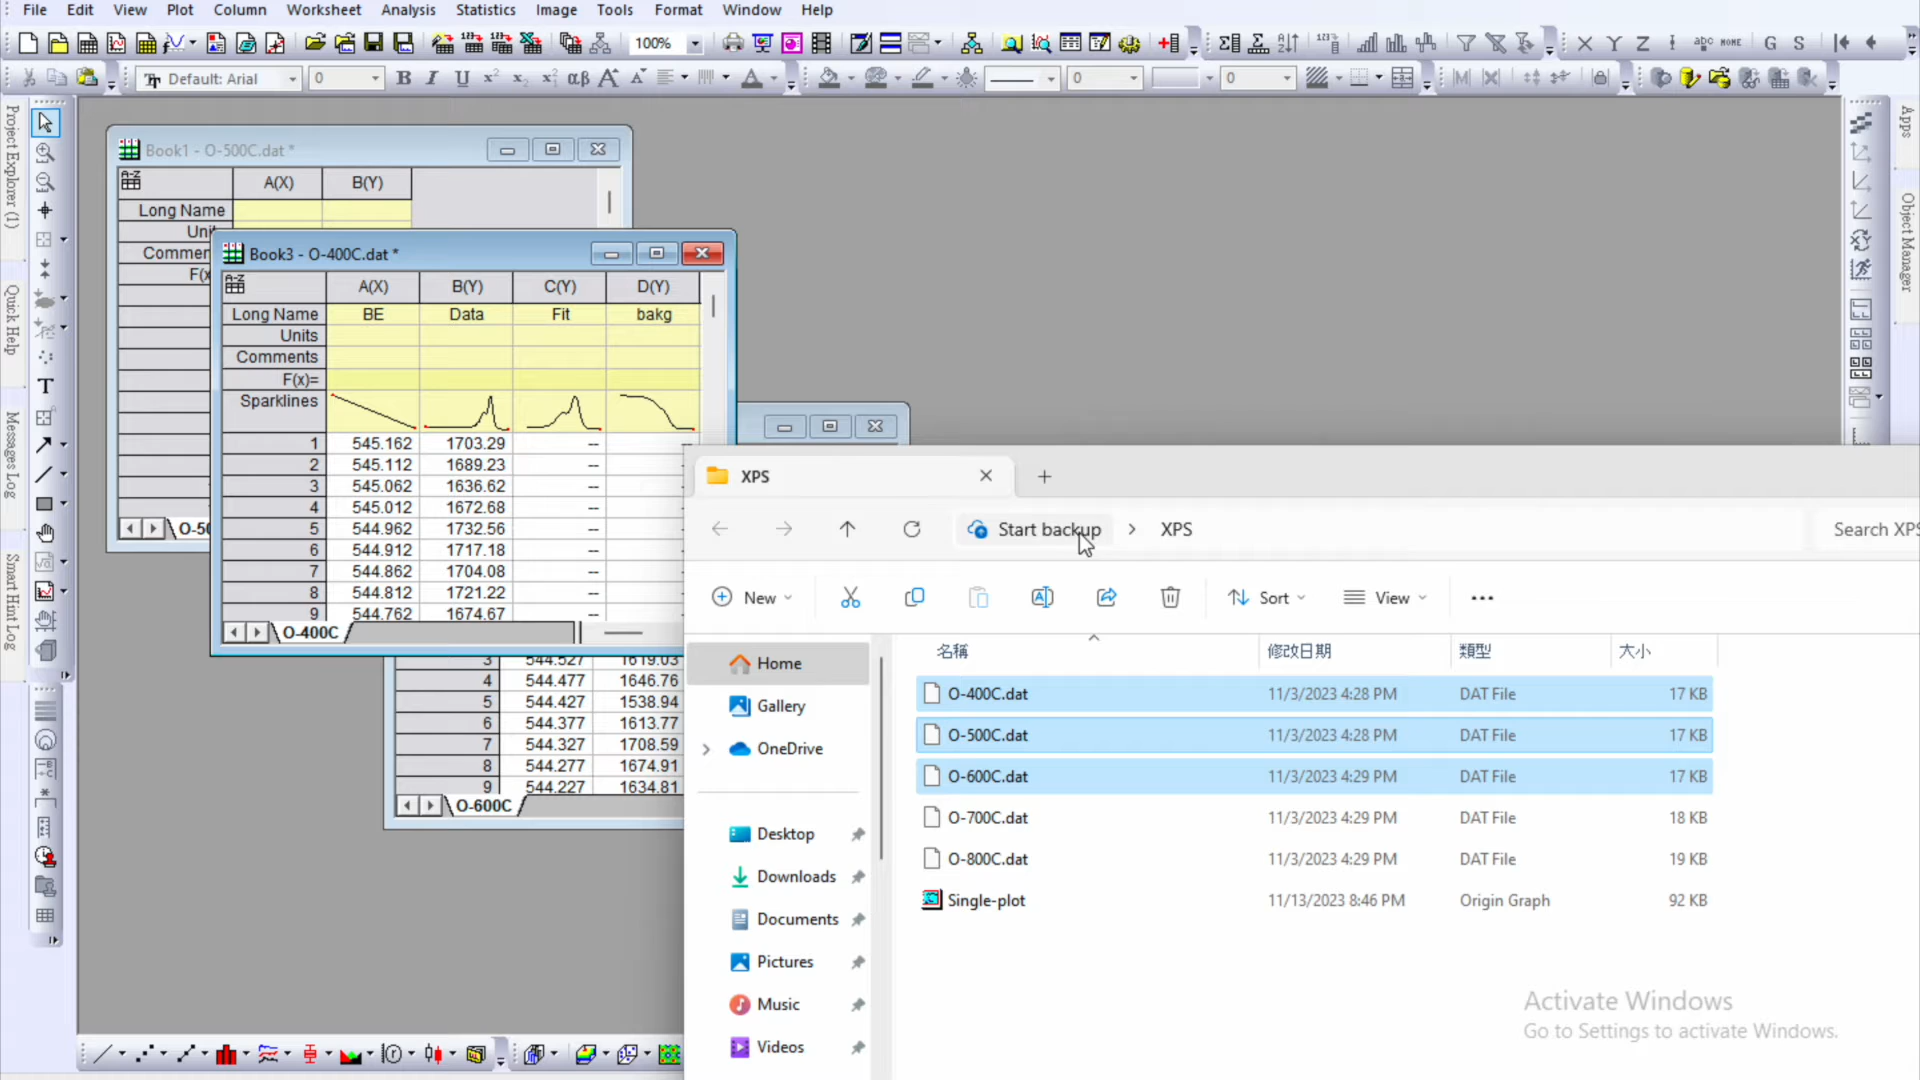 File Edit View Plot Column Worksheet Analysis Statistics Image Tools Format Window Help
100%
Default: Arial 0 B I U αβ A 0 0
Project Explorer (1)
Quick Help
Messages Log
Smart Hint Log
Apps
Object Manager
Book1 - O-500C.dat *
A(X) B(Y)
Long Name
Comm
F(x
O-50
Book3 - O-400C.dat *
A(X) B(Y) C(Y) D(Y)
Long Name BE Data Fit bakg
Units
Comments
F(x)=
Sparklines
1 545.162 1703.29 --
2 545.112 1689.23 --
3 545.062 1636.62 --
4 545.012 1672.68 --
5 544.962 1732.56 --
6 544.912 1717.18 --
7 544.862 1704.08 --
8 544.812 1721.22 --
9 544.762 1674.67 --
O-400C
3 544.527 1619.03
4 544.477 1646.76
5 544.427 1538.94
6 544.377 1613.77
7 544.327 1708.59
8 544.277 1674.91
9 544.227 1634.81
O-600C
XPS
Start backup > XPS
Search XPS
New Sort View ...
Home
Gallery
OneDrive
Desktop
Downloads
Documents
Pictures
Music
Videos
名稱 修改日期 類型 大小
O-400C.dat 11/3/2023 4:28 PM DAT File 17 KB
O-500C.dat 11/3/2023 4:28 PM DAT File 17 KB
O-600C.dat 11/3/2023 4:29 PM DAT File 17 KB
O-700C.dat 11/3/2023 4:29 PM DAT File 18 KB
O-800C.dat 11/3/2023 4:29 PM DAT File 19 KB
Single-plot 11/13/2023 8:46 PM Origin Graph 92 KB
Activate Windows
Go to Settings to activate Windows.